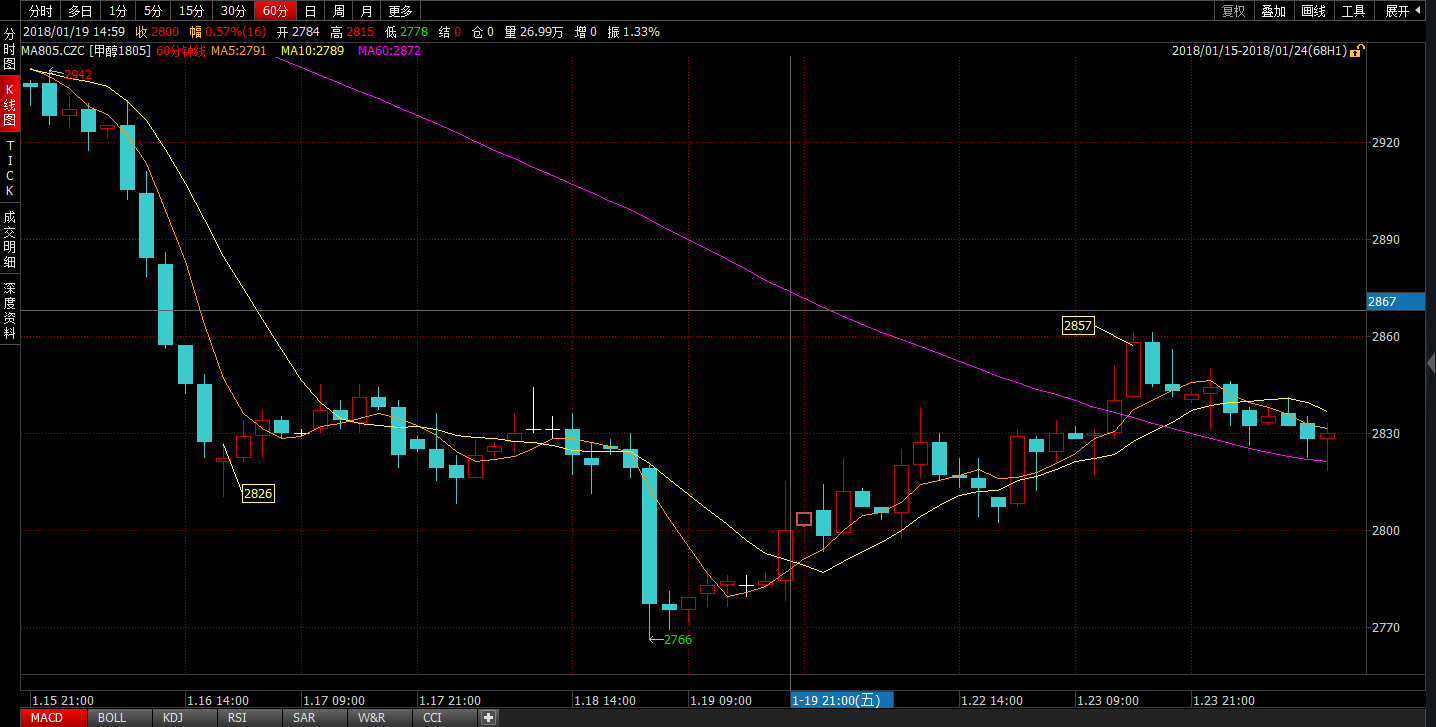 分时 多日 1分 5分 15分 30分 60分 日 周 月 更多 复权 叠加 画线 工具 展开
2018/01/19 14:59 收 2800 幅 0.57%(16) 开 2784 高 2815 低 2778 结 0 仓 0 量 26.99万 增 0 振 1.33%
MA805.CZC [甲醇1805] 60分钟线 MA5:2791 MA10:2789 MA60:2872 2018/01/15-2018/01/24(68H1)
分时图
K线图
TICK
成交明细
深度资料
2942
2920
2890
2867
2857
2860
2830
2826
2800
2766
2770
1.15 21:00 1.16 14:00 1.17 09:00 1.17 21:00 1.18 14:00 1.19 09:00 1-19 21:00(五) 1.22 14:00 1.23 09:00 1.23 21:00
MACD BOLL KDJ RSI SAR W&R CCI